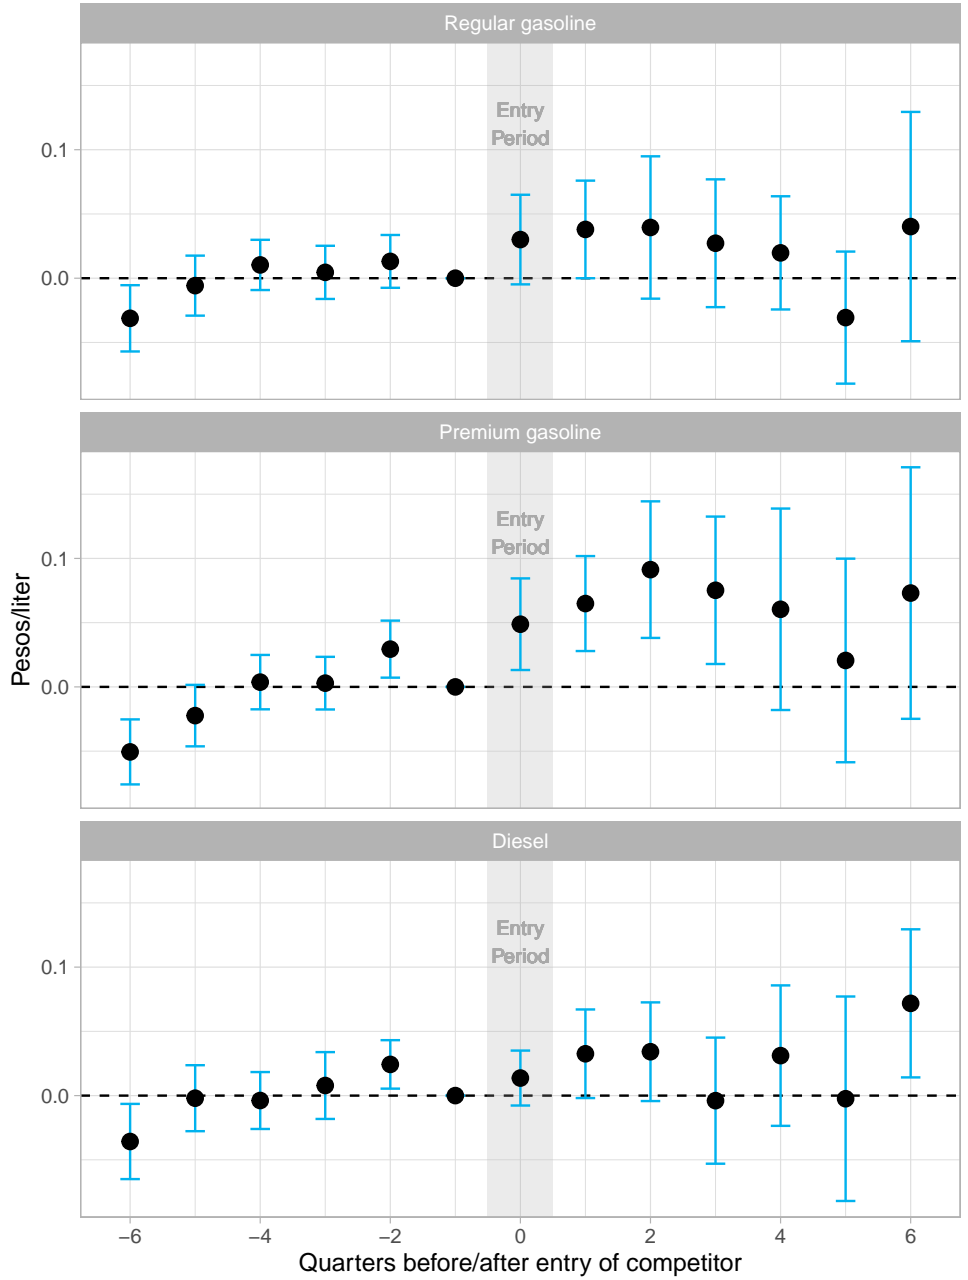 Regular gasoline
Entry
Period
0.1
0.0
Premium gasoline
Entry
Period
0.1
0.0
Pesos/liter
Diesel
Entry
Period
0.1
0.0
−6 −4 −2 0 2 4 6
Quarters before/after entry of competitor